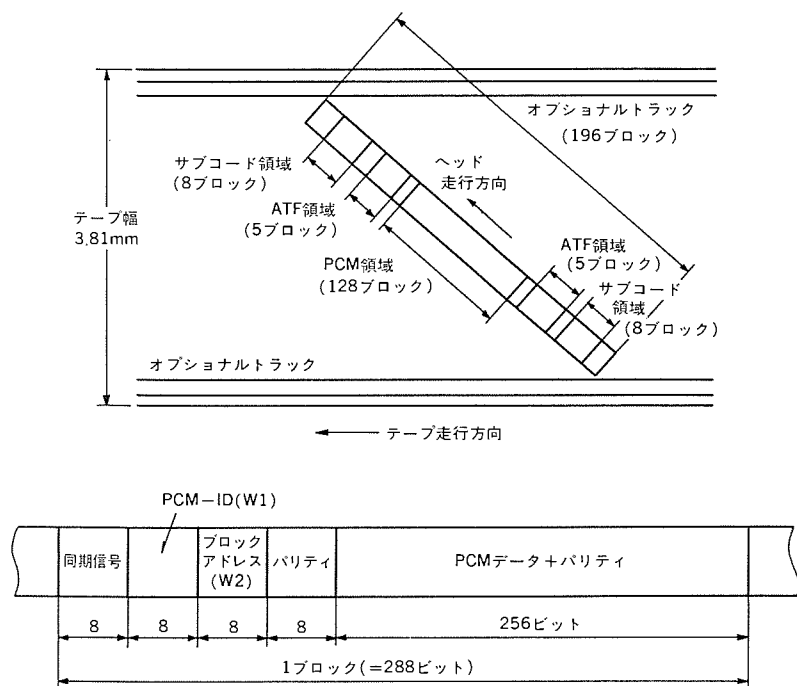 オプショナルトラック
(196ブロック)
サブコード領域
(8ブロック)
ヘッド
走行方向
ATF領域
(5ブロック)
テープ幅
3.81mm
PCM領域
(128ブロック)
ATF領域
(5ブロック)
サブコード
領域
(8ブロック)
オプショナルトラック
テープ走行方向
PCM-ID(W1)
同期信号
ブロック
アドレス
(W2)
パリティ
PCMデータ+パリティ
8
8
8
8
256ビット
1ブロック(=288ビット)